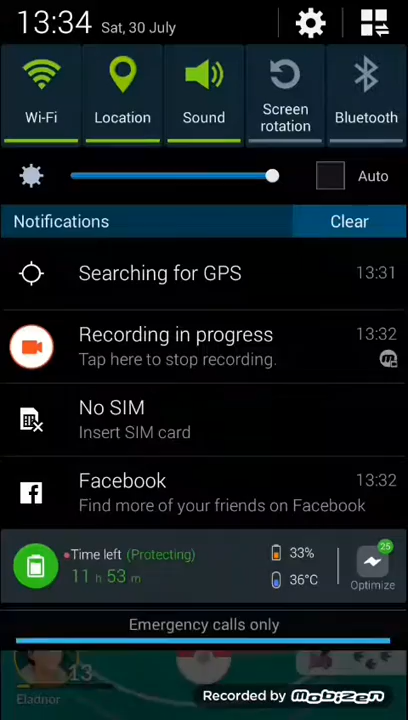 13:34 Sat, 30 July
Wi-Fi
Location
Sound
Screen
rotation
Bluetooth
Auto
Notifications
Clear
Searching for GPS
13:31
Recording in progress
13:32
Tap here to stop recording.
No SIM
Insert SIM card
Facebook
13:32
Find more of your friends on Facebook
Time left (Protecting)
11 h 53 m
33%
36°C
25
Optimize
Emergency calls only
13
Eladnor
Recorded by mobizen